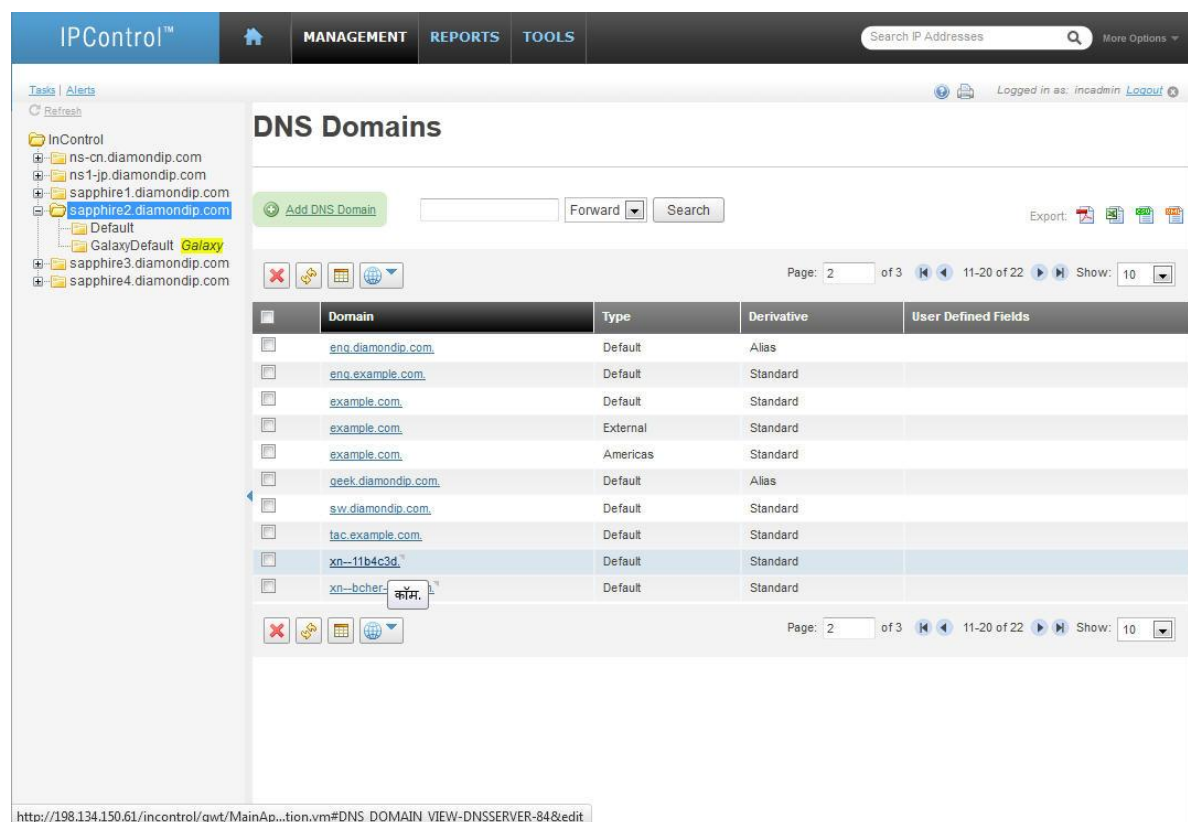 IPControl™
MANAGEMENT REPORTS TOOLS
Search IP Addresses
More Options
Tasks | Alerts
Logged in as: incadmin Logout
Refresh
InControl
ns-cn.diamondip.com
ns1-jp.diamondip.com
sapphire1.diamondip.com
sapphire2.diamondip.com
Default
GalaxyDefault Galaxy
sapphire3.diamondip.com
sapphire4.diamondip.com
DNS Domains
Add DNS Domain
Forward Search
Export:
Page: 2 of 3 11-20 of 22 Show: 10
Domain Type Derivative User Defined Fields
eng.diamondip.com. Default Alias
eng.example.com. Default Standard
example.com. Default Standard
example.com. External Standard
example.com. Americas Standard
geek.diamondip.com. Default Alias
sw.diamondip.com. Default Standard
tac.example.com. Default Standard
xn--11b4c3d. Default Standard
xn--bcher- Default Standard
कॉम.
Page: 2 of 3 11-20 of 22 Show: 10
http://198.134.150.61/incontrol/gwt/MainAp...tion.vm#DNS_DOMAIN_VIEW-DNSSERVER-84&edit